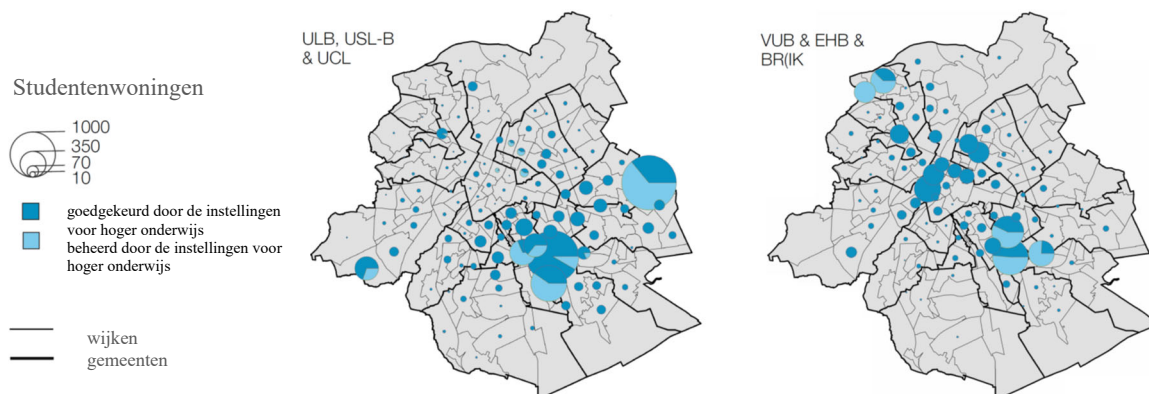 ULB, USL-B
& UCL
VUB & EHB &
BR(IK
Studentenwoningen
1000
350
70
10
goedgekeurd door de instellingen
voor hoger onderwijs
beheerd door de instellingen voor
hoger onderwijs
wijken
gemeenten